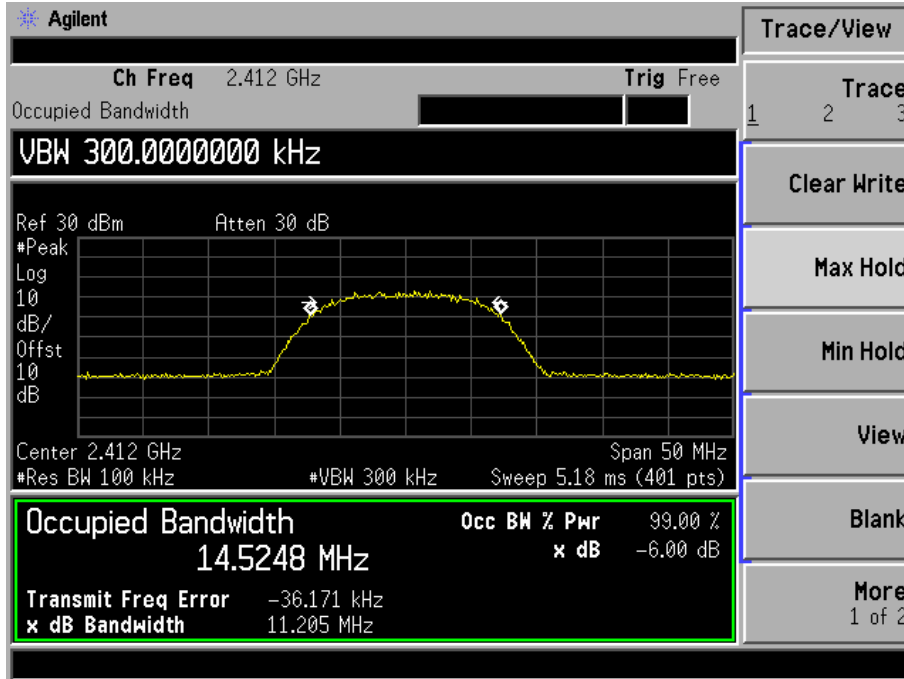 Agilent
Trace/View
Ch Freq 2.412 GHz Trig Free
Occupied Bandwidth
VBW 300.0000000 kHz
Ref 30 dBm Atten 30 dB
#Peak
Log
10
dB/
Offst
10
dB
Center 2.412 GHz Span 50 MHz
#Res BW 100 kHz #VBW 300 kHz Sweep 5.18 ms (401 pts)
Occupied Bandwidth
14.5248 MHz
Occ BW % Pwr 99.00 %
x dB -6.00 dB
Transmit Freq Error -36.171 kHz
x dB Bandwidth 11.205 MHz
Trace
1 2 3
Clear Write
Max Hold
Min Hold
View
Blank
More
1 of 2